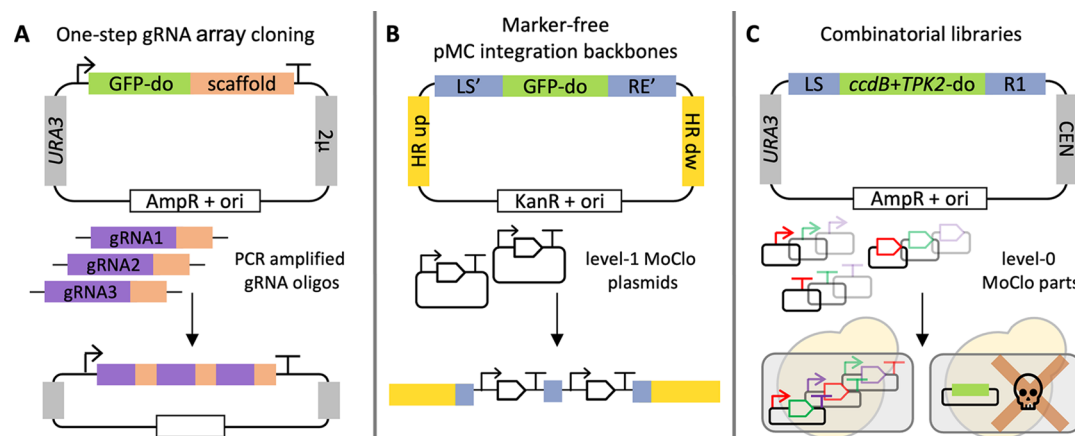 A
One-step gRNA array cloning
GFP-do
scaffold
URA3
2μ
AmpR + ori
gRNA1
gRNA2
gRNA3
PCR amplified
gRNA oligos
B
Marker-free
pMC integration backbones
LS'
GFP-do
RE'
HR up
HR dw
KanR + ori
level-1 MoClo
plasmids
C
Combinatorial libraries
LS
ccdB+TPK2-do
R1
URA3
CEN
AmpR + ori
level-0
MoClo parts